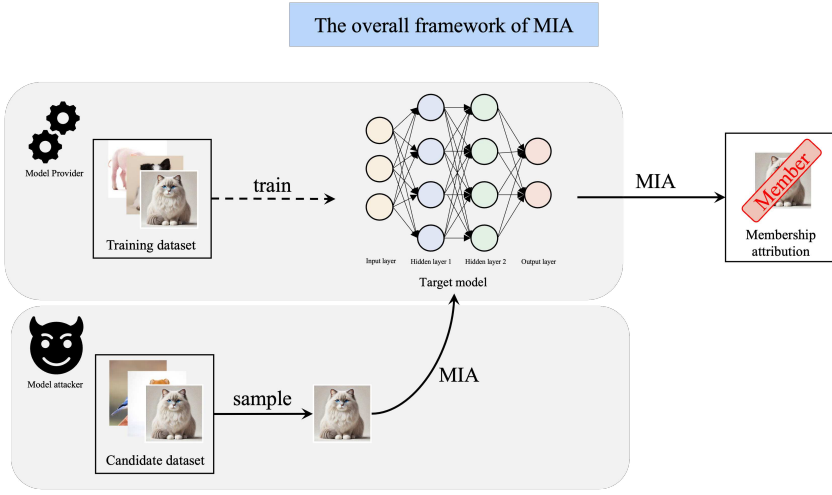 The overall framework of MIA
Model Provider
Training dataset
train
Input layer
Hidden layer 1
Hidden layer 2
Output layer
Target model
MIA
Member
Membership
attribution
Model attacker
Candidate dataset
sample
MIA